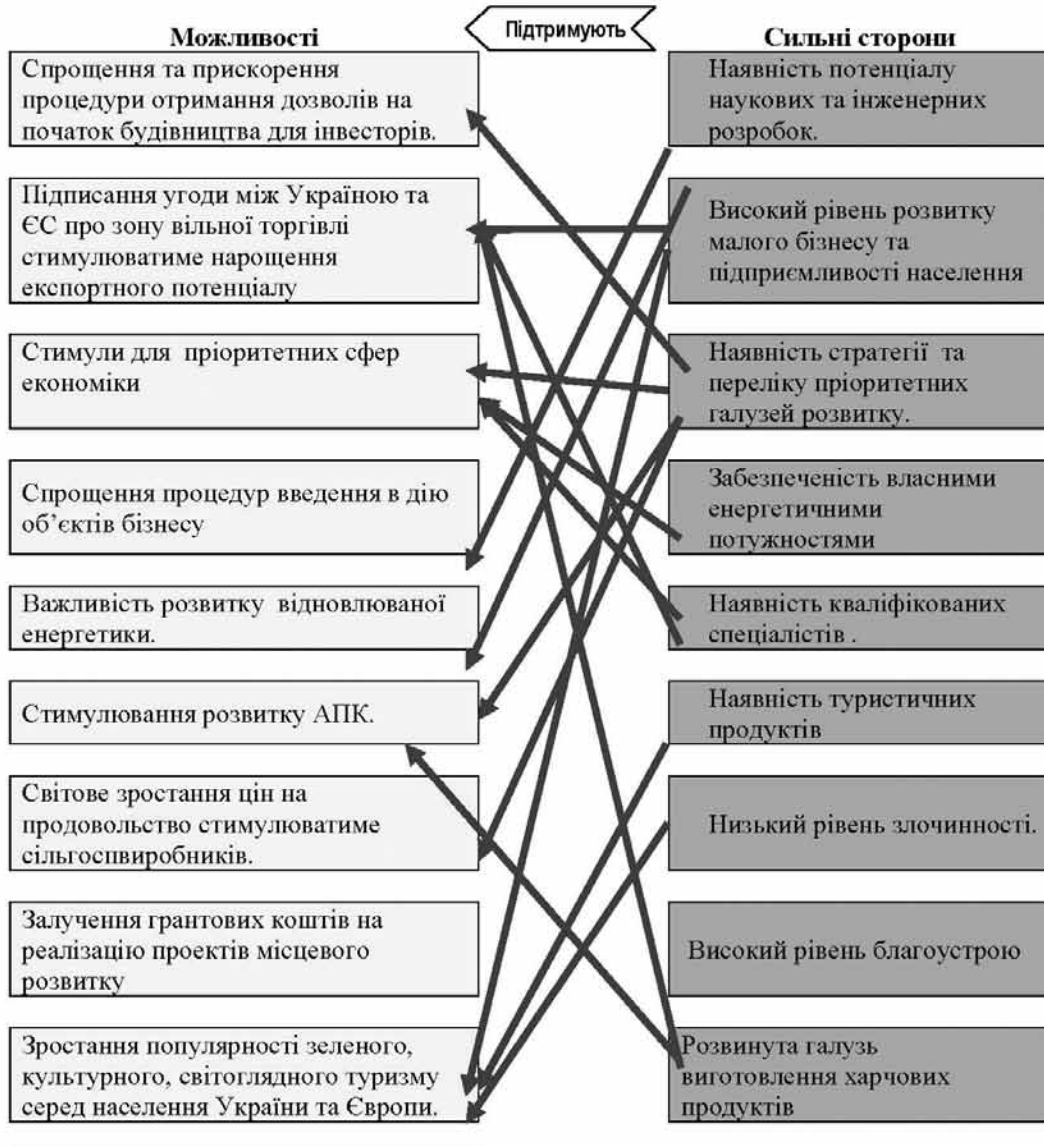 Підтримують
Можливості
Спрощення та прискорення
процедури отримання дозволів на
початок будівництва для інвесторів.
Підписання угоди між Україною та
ЄС про зону вільної торгівлі
стимулюватиме нарощення
експортного потенціалу
Стимули для пріоритетних сфер
економіки
Спрощення процедур введення в дію
об’єктів бізнесу
Важливість розвитку відновлюваної
енергетики.
Стимулювання розвитку АПК.
Світове зростання цін на
продовольство стимулюватиме
сільгоспвиробників.
Залучення грантових коштів на
реалізацію проектів місцевого
розвитку
Зростання популярності зеленого,
культурного, світоглядного туризму
серед населення України та Європи.
Сильні сторони
Наявність потенціалу
наукових та інженерних
розробок.
Високий рівень розвитку
малого бізнесу та
підприємливості населення
Наявність стратегії та
переліку пріоритетних
галузей розвитку.
Забезпеченість власними
енергетичними
потужностями
Наявність кваліфікованих
спеціалістів .
Наявність туристичних
продуктів
Низький рівень злочинності.
Високий рівень благоустрою
Розвинута галузь
виготовлення харчових
продуктів